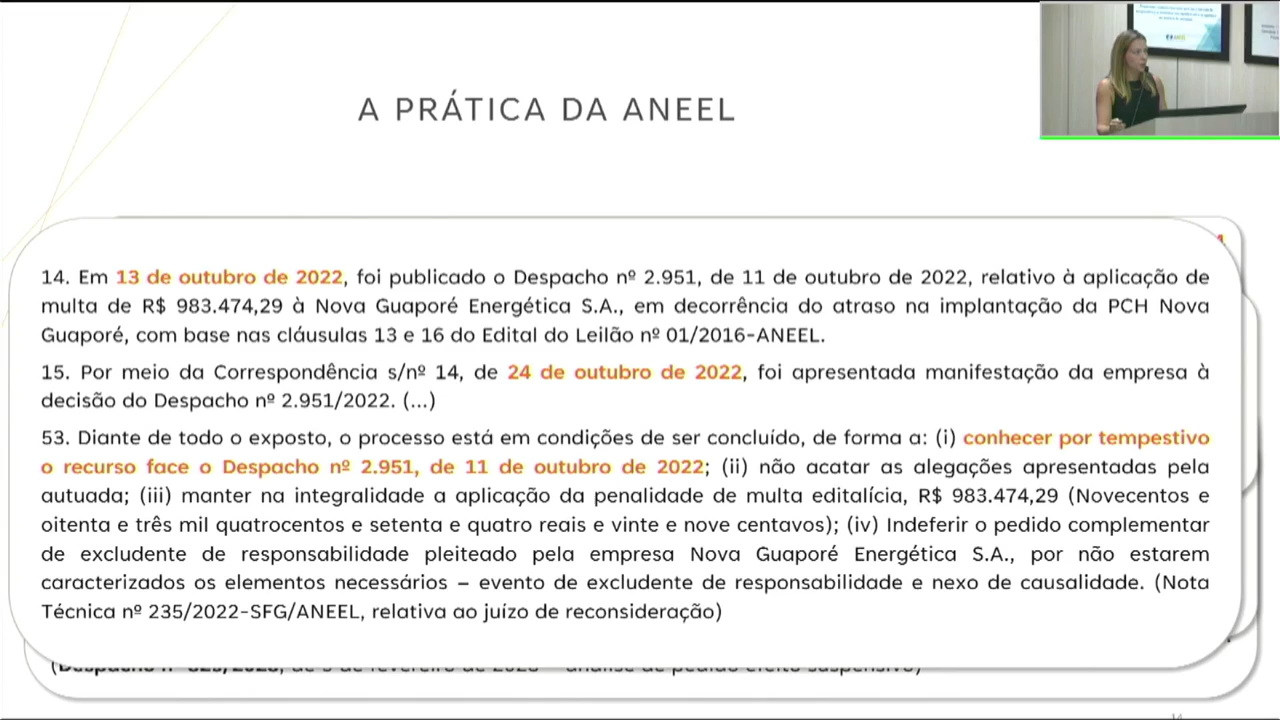 A PRÁTICA DA ANEEL
14. Em 13 de outubro de 2022, foi publicado o Despacho nº 2.951, de 11 de outubro de 2022, relativo à aplicação de
multa de R$ 983.474,29 à Nova Guaporé Energética S.A., em decorrência do atraso na implantação da PCH Nova
Guaporé, com base nas cláusulas 13 e 16 do Edital do Leilão nº 01/2016-ANEEL.
15. Por meio da Correspondência s/nº 14, de 24 de outubro de 2022, foi apresentada manifestação da empresa à
decisão do Despacho nº 2.951/2022. (...)
53. Diante de todo o exposto, o processo está em condições de ser concluído, de forma a: (i) conhecer por tempestivo
o recurso face o Despacho nº 2.951, de 11 de outubro de 2022; (ii) não acatar as alegações apresentadas pela
autuada; (iii) manter na integralidade a aplicação da penalidade de multa editalícia, R$ 983.474,29 (Novecentos e
oitenta e três mil quatrocentos e setenta e quatro reais e vinte e nove centavos); (iv) Indeferir o pedido complementar
de excludente de responsabilidade pleiteado pela empresa Nova Guaporé Energética S.A., por não estarem
caracterizados os elementos necessários – evento de excludente de responsabilidade e nexo de causalidade. (Nota
Técnica nº 235/2022-SFG/ANEEL, relativa ao juízo de reconsideração)